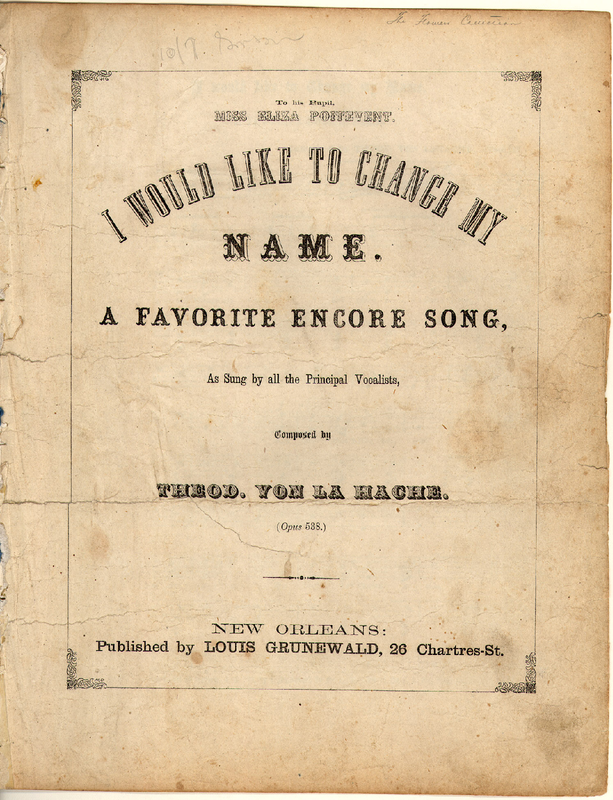 The Flower
To his Pupil,
MISS ELIZA POITEVENT.
I WOULD LIKE TO CHANGE MY
NAME.
A FAVORITE ENCORE SONG,
As Sung by all the Principal Vocalists,
Composed by
THEOD. VON LA HACHE.
(Opus 538.)
NEW ORLEANS:
Published by LOUIS GRUNEWALD, 26 Chartres-St.